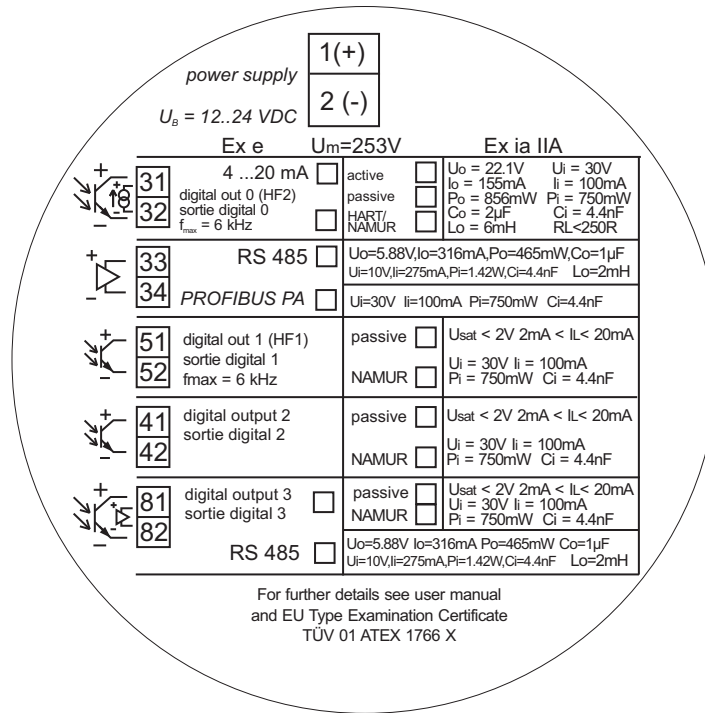 1(+)
power supply
2 (-)
UB = 12..24 VDC
Ex e Um=253V Ex ia IIA
+
31
32
–
4 ...20 mA
digital out 0 (HF2)
sortie digital 0
fmax = 6 kHz
active
passive
HART/
NAMUR
Uo = 22.1V Ui = 30V
Io = 155mA Ii = 100mA
Po = 856mW Pi = 750mW
Co = 2µF Ci = 4.4nF
Lo = 6mH RL<250R
+
33
34
–
RS 485
Uo=5.88V,Io=316mA,Po=465mW,Co=1µF
Ui=10V,Ii=275mA,Pi=1.42W,Ci=4.4nF Lo=2mH
PROFIBUS PA
Ui=30V Ii=100mA Pi=750mW Ci=4.4nF
+
51
52
–
digital out 1 (HF1)
sortie digital 1
fmax = 6 kHz
passive
NAMUR
Usat < 2V 2mA < IL< 20mA
Ui = 30V Ii = 100mA
Pi = 750mW Ci = 4.4nF
+
41
42
–
digital output 2
sortie digital 2
passive
NAMUR
Usat < 2V 2mA < IL< 20mA
Ui = 30V Ii = 100mA
Pi = 750mW Ci = 4.4nF
+
81
82
–
digital output 3
sortie digital 3
passive
NAMUR
Usat < 2V 2mA < IL< 20mA
Ui = 30V Ii = 100mA
Pi = 750mW Ci = 4.4nF
RS 485
Uo=5.88V Io=316mA Po=465mW Co=1µF
Ui=10V,Ii=275mA,Pi=1.42W,Ci=4.4nF Lo=2mH
For further details see user manual
and EU Type Examination Certificate
TÜV 01 ATEX 1766 X